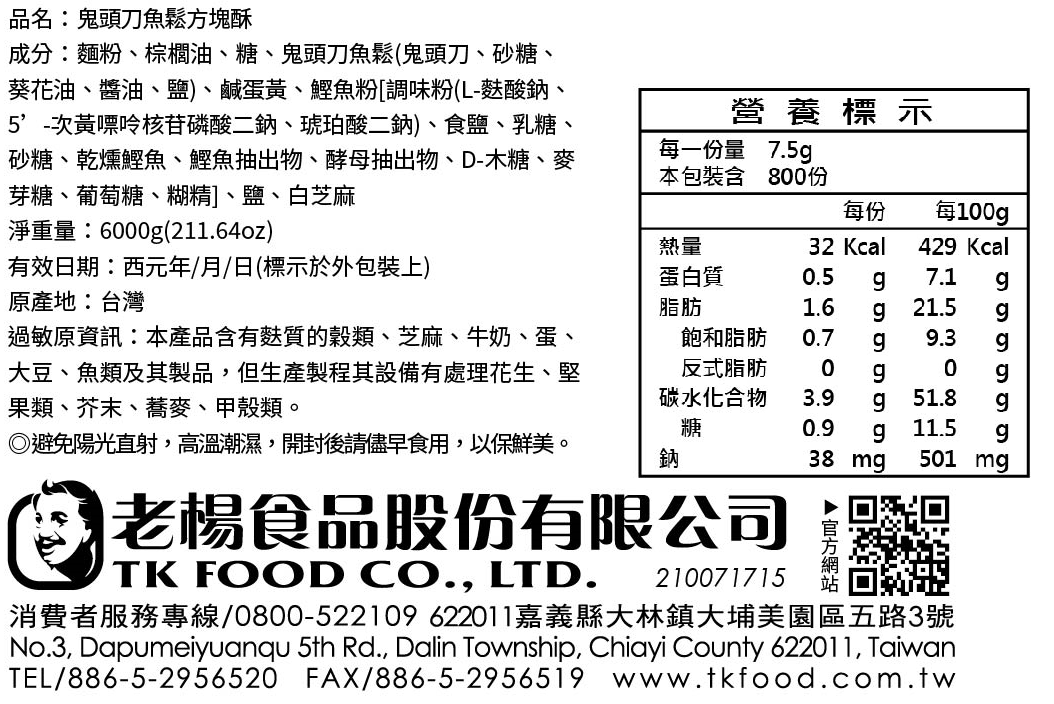 品名：鬼頭刀魚鬆方塊酥
成分：麵粉、棕櫚油、糖、鬼頭刀魚鬆(鬼頭刀、砂糖、
葵花油、醬油、鹽)、鹹蛋黃、鰹魚粉[調味粉(L-麩酸鈉、
5’-次黃嘌呤核苷磷酸二鈉、琥珀酸二鈉)、食鹽、乳糖、
砂糖、乾燻鰹魚、鰹魚抽出物、酵母抽出物、D-木糖、麥
芽糖、葡萄糖、糊精]、鹽、白芝麻
淨重量：6000g(211.64oz)
有效日期：西元年/月/日(標示於外包裝上)
原產地：台灣
過敏原資訊：本產品含有麩質的穀類、芝麻、牛奶、蛋、
大豆、魚類及其製品，但生產製程其設備有處理花生、堅
果類、芥末、蕎麥、甲殼類。
◎避免陽光直射，高溫潮濕，開封後請儘早食用，以保鮮美。
營養標示
每一份量 7.5g
本包裝含 800份
每份 每100g
熱量 32 Kcal 429 Kcal
蛋白質 0.5 g 7.1 g
脂肪 1.6 g 21.5 g
飽和脂肪 0.7 g 9.3 g
反式脂肪 0 g 0 g
碳水化合物 3.9 g 51.8 g
糖 0.9 g 11.5 g
鈉 38 mg 501 mg
老楊食品股份有限公司
TK FOOD CO., LTD.
210071715
▶官方網站
消費者服務專線/0800-522109 622011嘉義縣大林鎮大埔美園區五路3號
No.3, Dapumeiyuanqu 5th Rd., Dalin Township, Chiayi County 622011, Taiwan
TEL/886-5-2956520 FAX/886-5-2956519 www.tkfood.com.tw